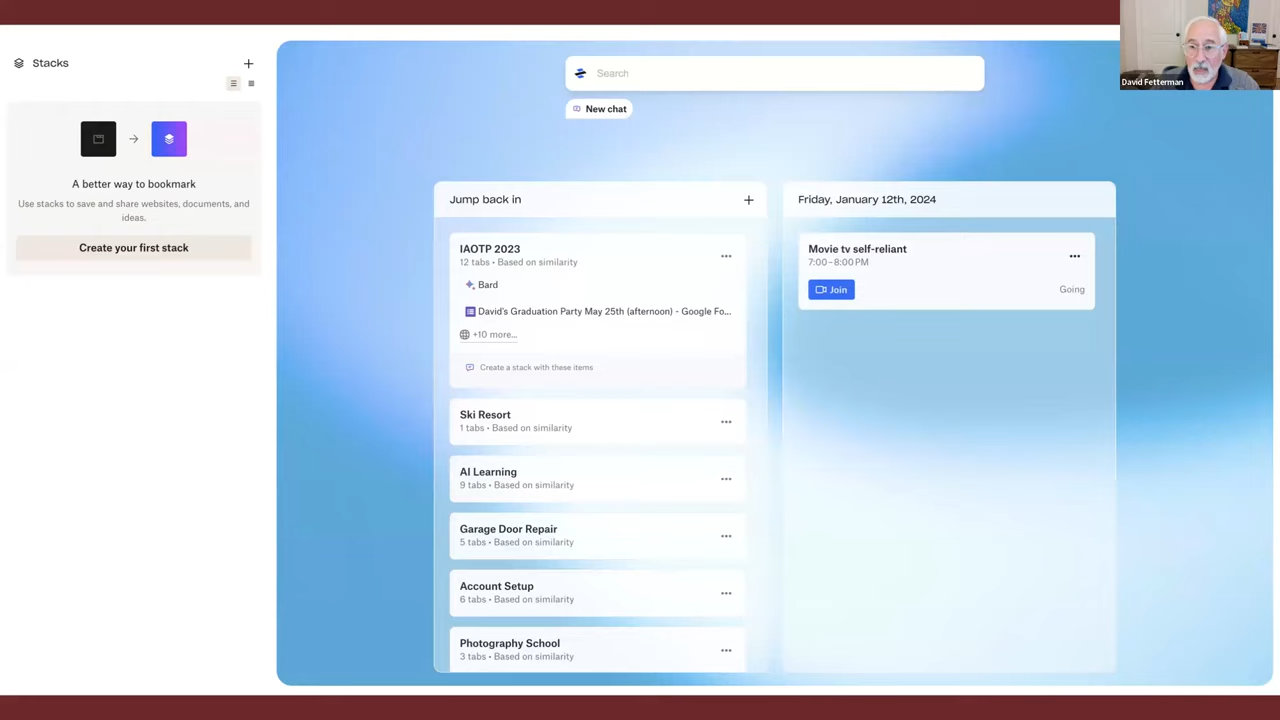 Stacks
A better way to bookmark
Use stacks to save and share websites, documents, and
ideas.
Create your first stack
Search
New chat
Jump back in
IAOTP 2023
12 tabs • Based on similarity
Bard
David's Graduation Party May 25th (afternoon) - Google Fo...
+10 more...
Create a stack with these items
Ski Resort
1 tabs • Based on similarity
AI Learning
9 tabs • Based on similarity
Garage Door Repair
5 tabs • Based on similarity
Account Setup
6 tabs • Based on similarity
Photography School
3 tabs • Based on similarity
Friday, January 12th, 2024
Movie tv self-reliant
7:00–8:00 PM
Join
Going
David Fetterman